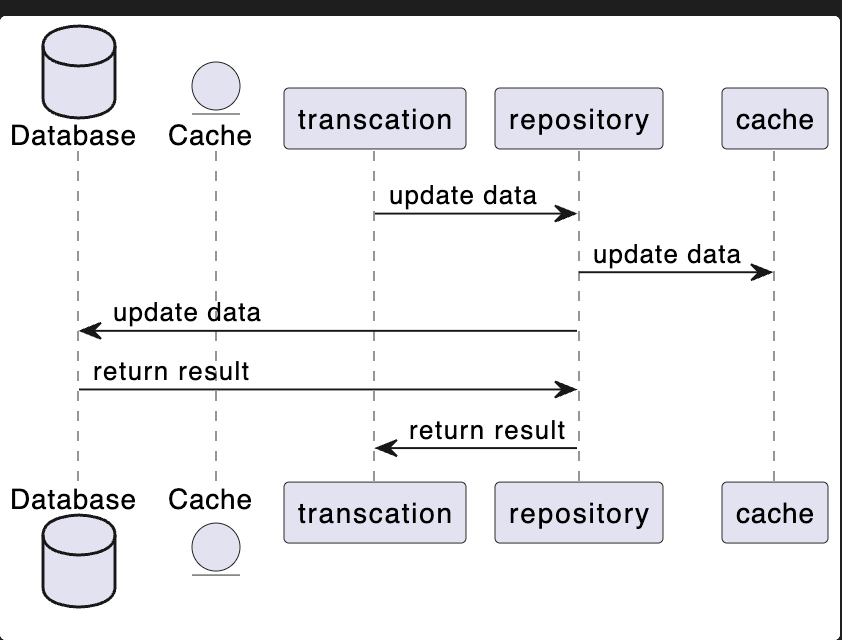 Database
Cache
transcation
repository
cache
update data
update data
update data
return result
return result
Database
Cache
transcation
repository
cache